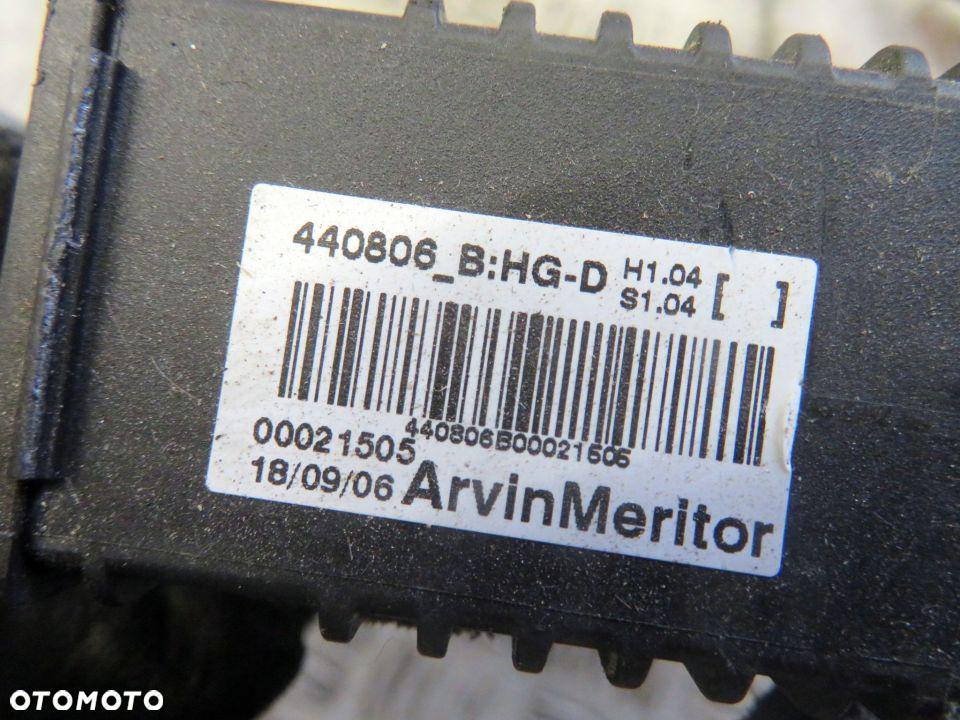 440806_B:HG-D H1.04 [ ]
S1.04
440806B00021505
00021505
18/09/06 ArvinMeritor
OTOMOTO